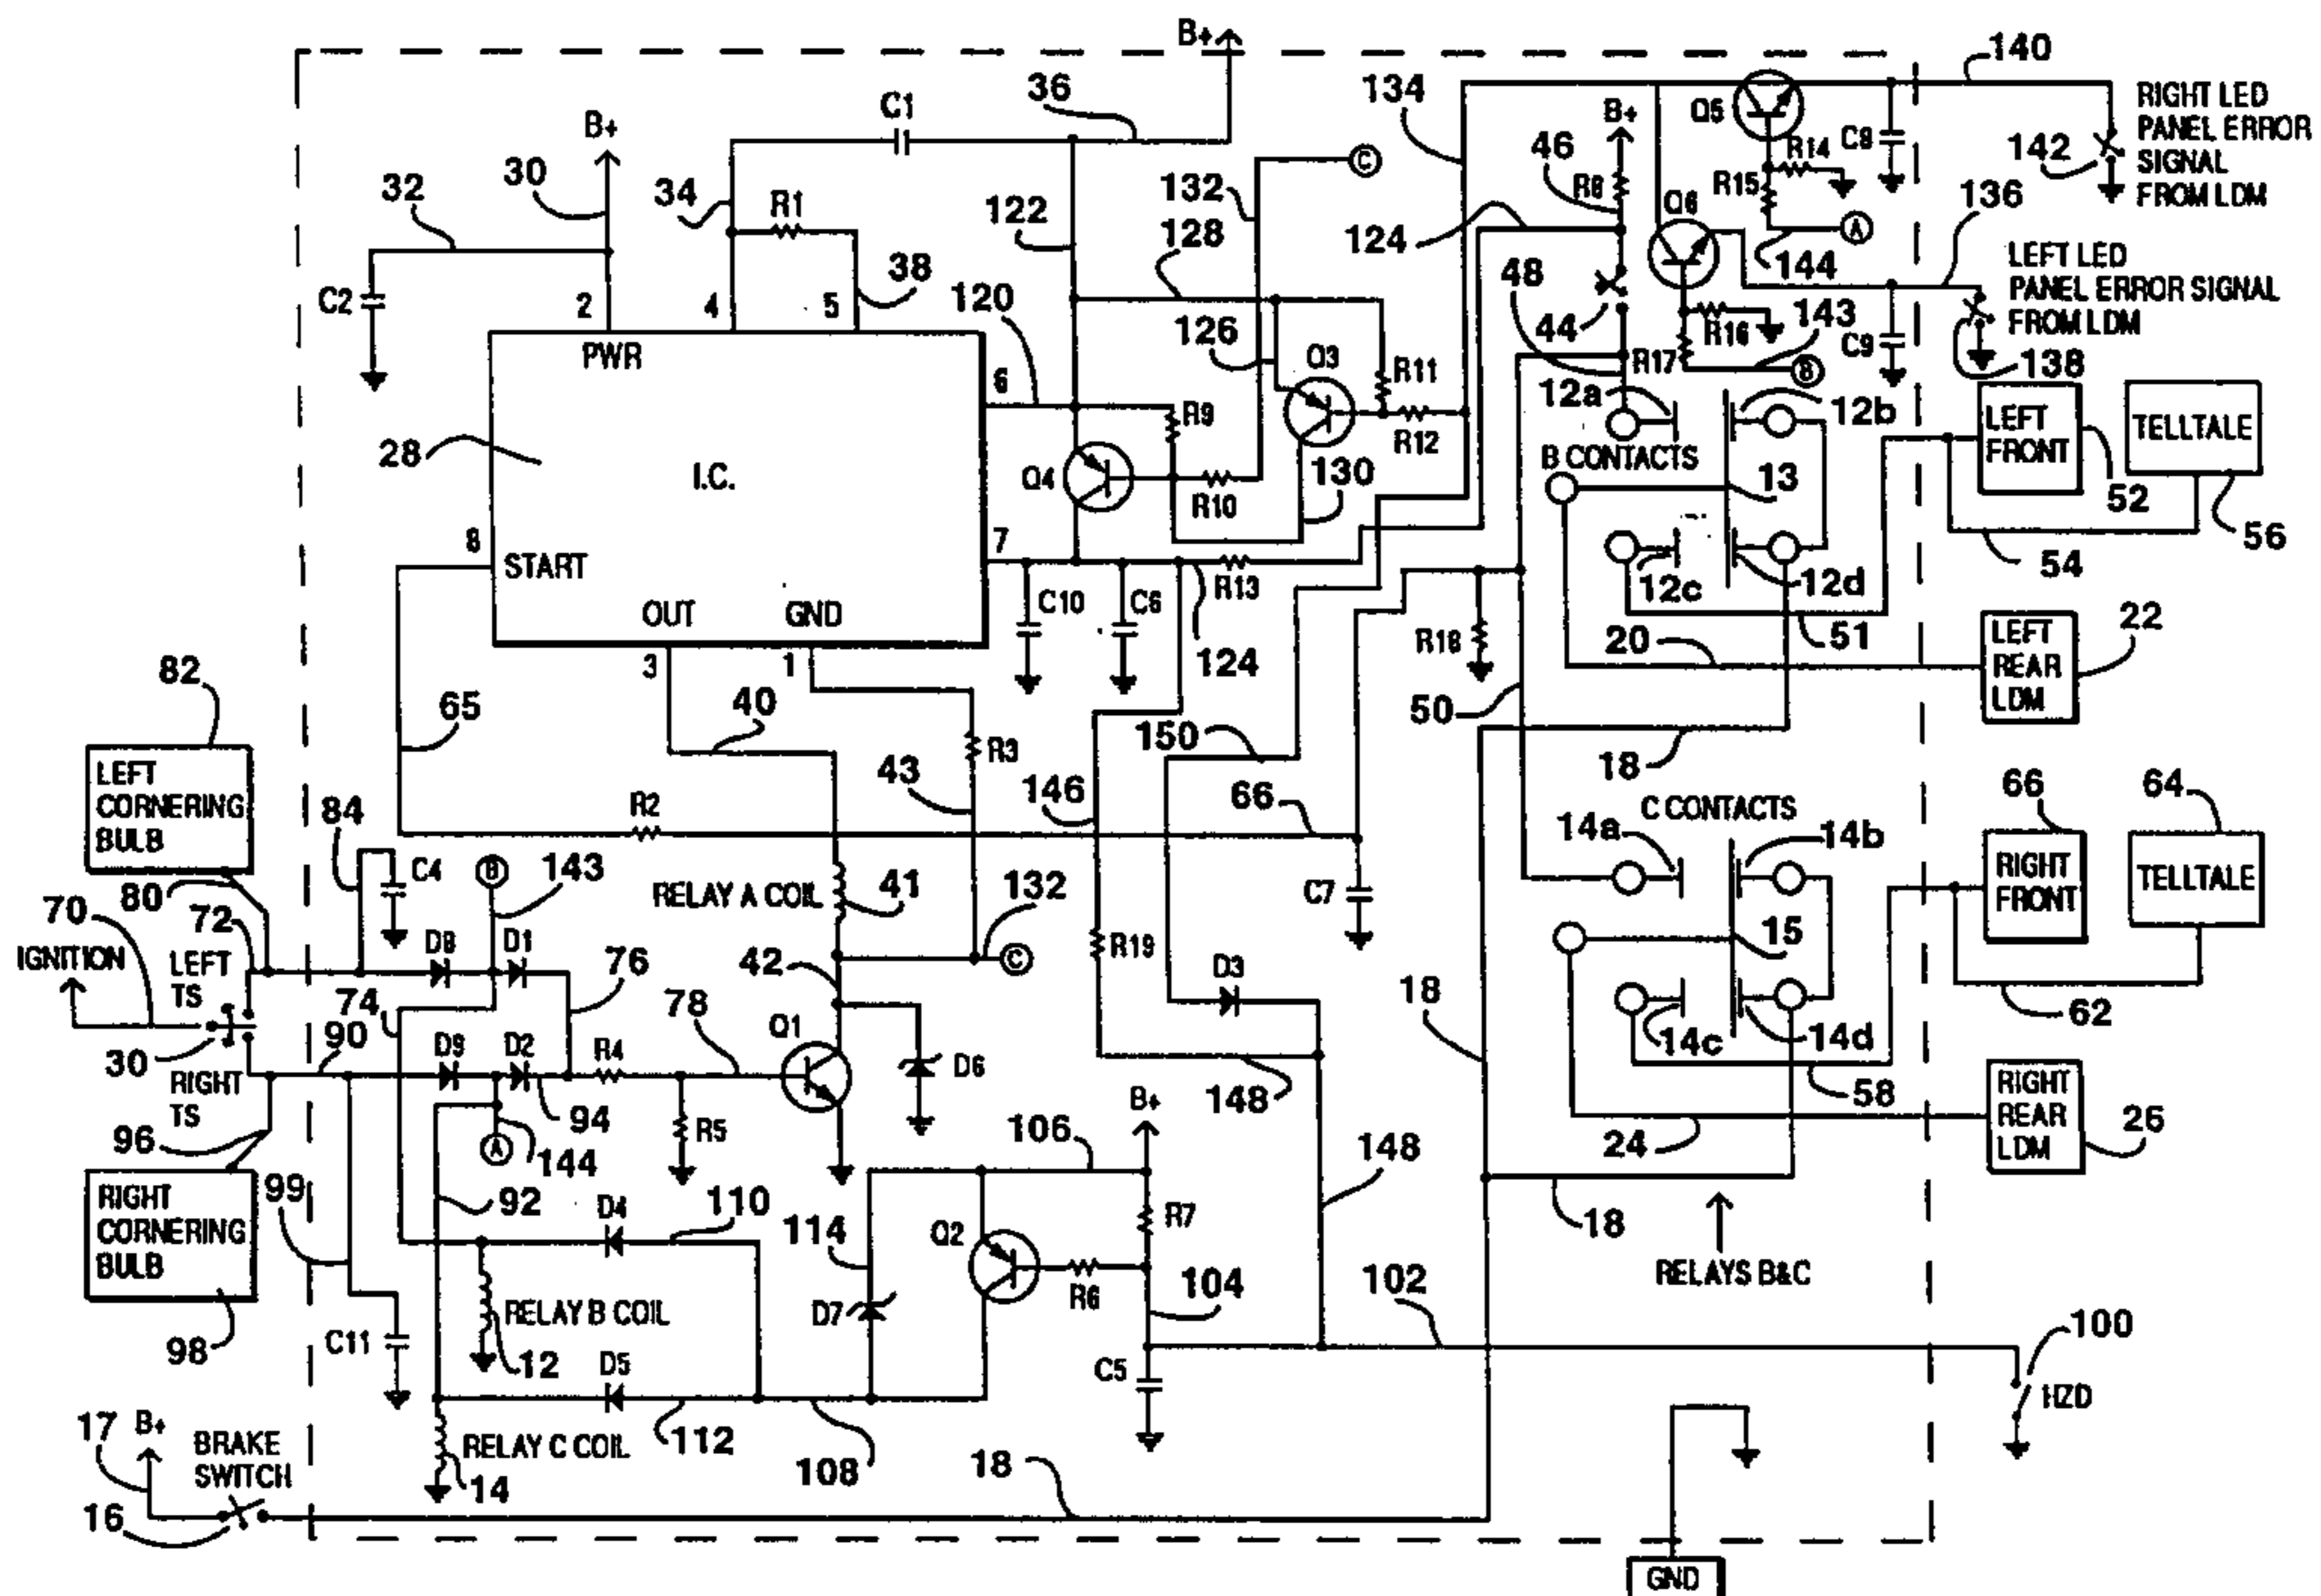 B+
140
36
C1
134
B+
Q5
RIGHT LED
PANEL ERROR
SIGNAL
FROM LDM
142
B+
C
46
R14
C8
30
34
R1
132
R8
R15
136
32
122
128
124
Q6
A
144
LEFT LED
PANEL ERROR SIGNAL
FROM LDM
38
48
C2
2
4
5
120
126
44
R16
143
C9
138
PWR
Q3
R11
R17
B
6
12a
12b
LEFT
FRONT
TELLTALE
28
R9
R12
B CONTACTS
I.C.
Q4
R10
130
13
52
8
START
7
56
54
R13
12c
12d
OUT
GND
C10
C6
R18
51
LEFT
REAR
LDM
22
3
1
124
20
82
65
40
50
R3
150
18
43
146
66
C CONTACTS
66
64
LEFT
CORNERING
BULB
84
R2
14a
14b
RIGHT
FRONT
TELLTALE
C4
B
143
RELAY A COIL
41
132
C7
80
70
72
D8
D1
R19
15
IGNITION
LEFT
TS
76
42
C
D3
18
74
78
14c
14d
62
90
Q1
30
D9
D2
R4
D6
58
RIGHT
TS
94
R5
148
RIGHT
REAR
LDM
B+
96
A
144
106
24
26
148
RIGHT
CORNERING
BULB
99
92
D4
110
R7
18
114
Q2
RELAYS B&C
104
102
R6
100
D7
RELAY B COIL
98
C11
12
D5
C5
HZD
17
B+
BRAKE
SWITCH
RELAY C COIL
112
108
18
14
16
GND